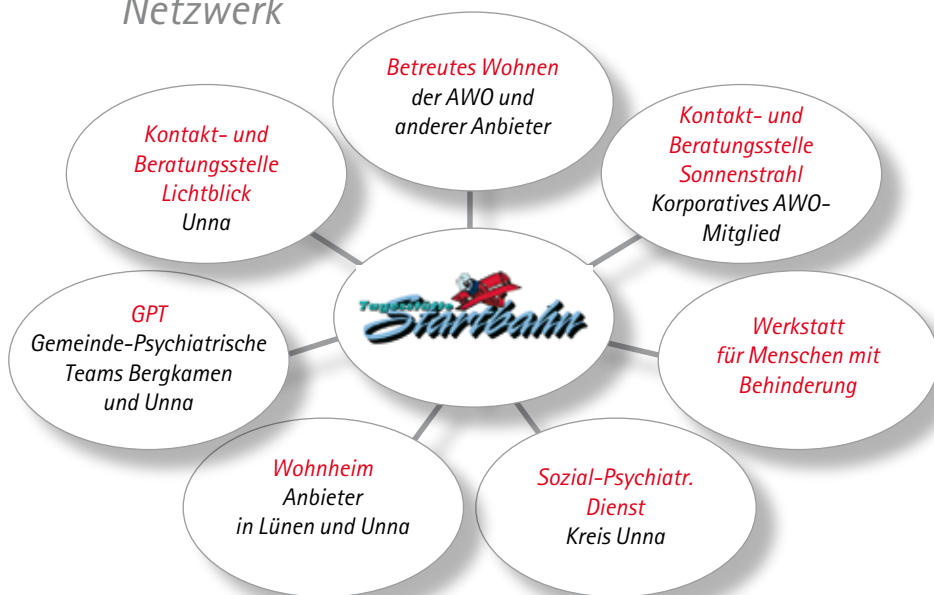 Netzwerk
Betreutes Wohnen
der AWO und
anderer Anbieter
Kontakt- und
Beratungsstelle
Sonnenstrahl
Korporatives AWO-
Mitglied
Kontakt- und
Beratungsstelle
Lichtblick
Unna
Tagesstätte
Startbahn
GPT
Gemeinde-Psychiatrische
Teams Bergkamen
und Unna
Werkstatt
für Menschen mit
Behinderung
Wohnheim
Anbieter
in Lünen und Unna
Sozial-Psychiatr.
Dienst
Kreis Unna